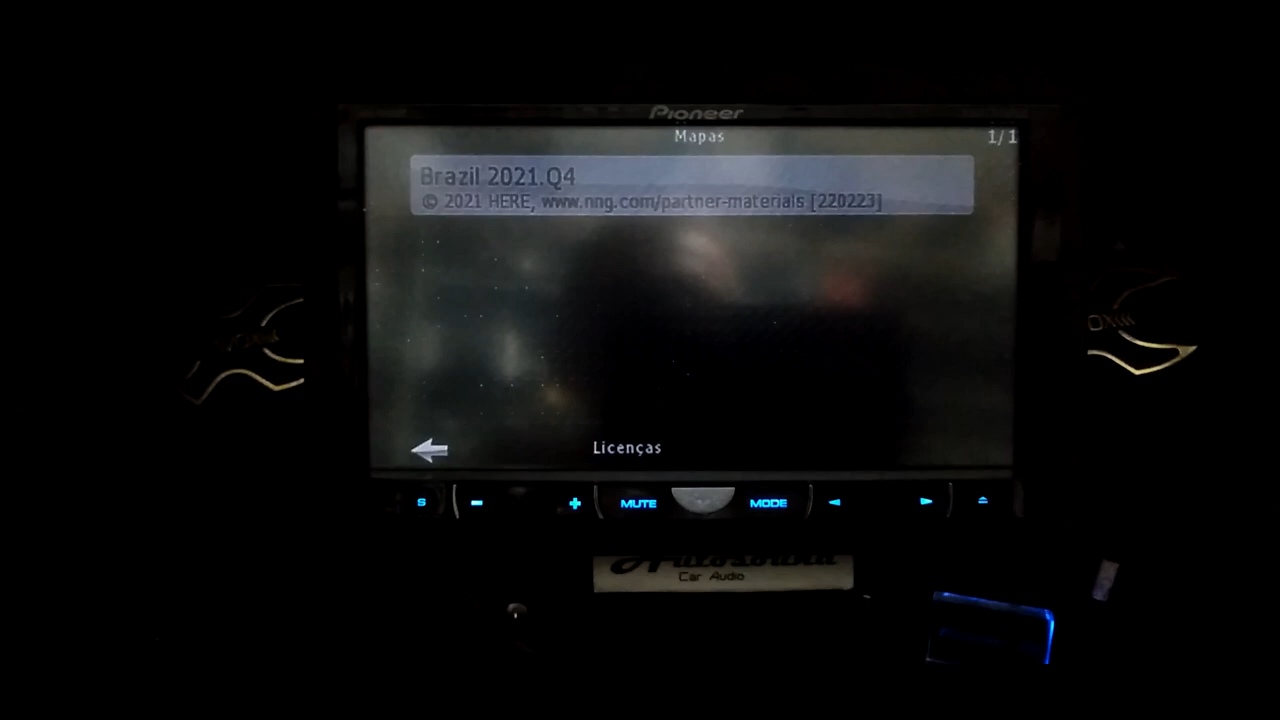 Pioneer
Mapas
1/1
Brazil 2021.Q4
© 2021 HERE, www.nng.com/partner-materials [220223]
Licenças
S
MUTE
MODE
Car Audio